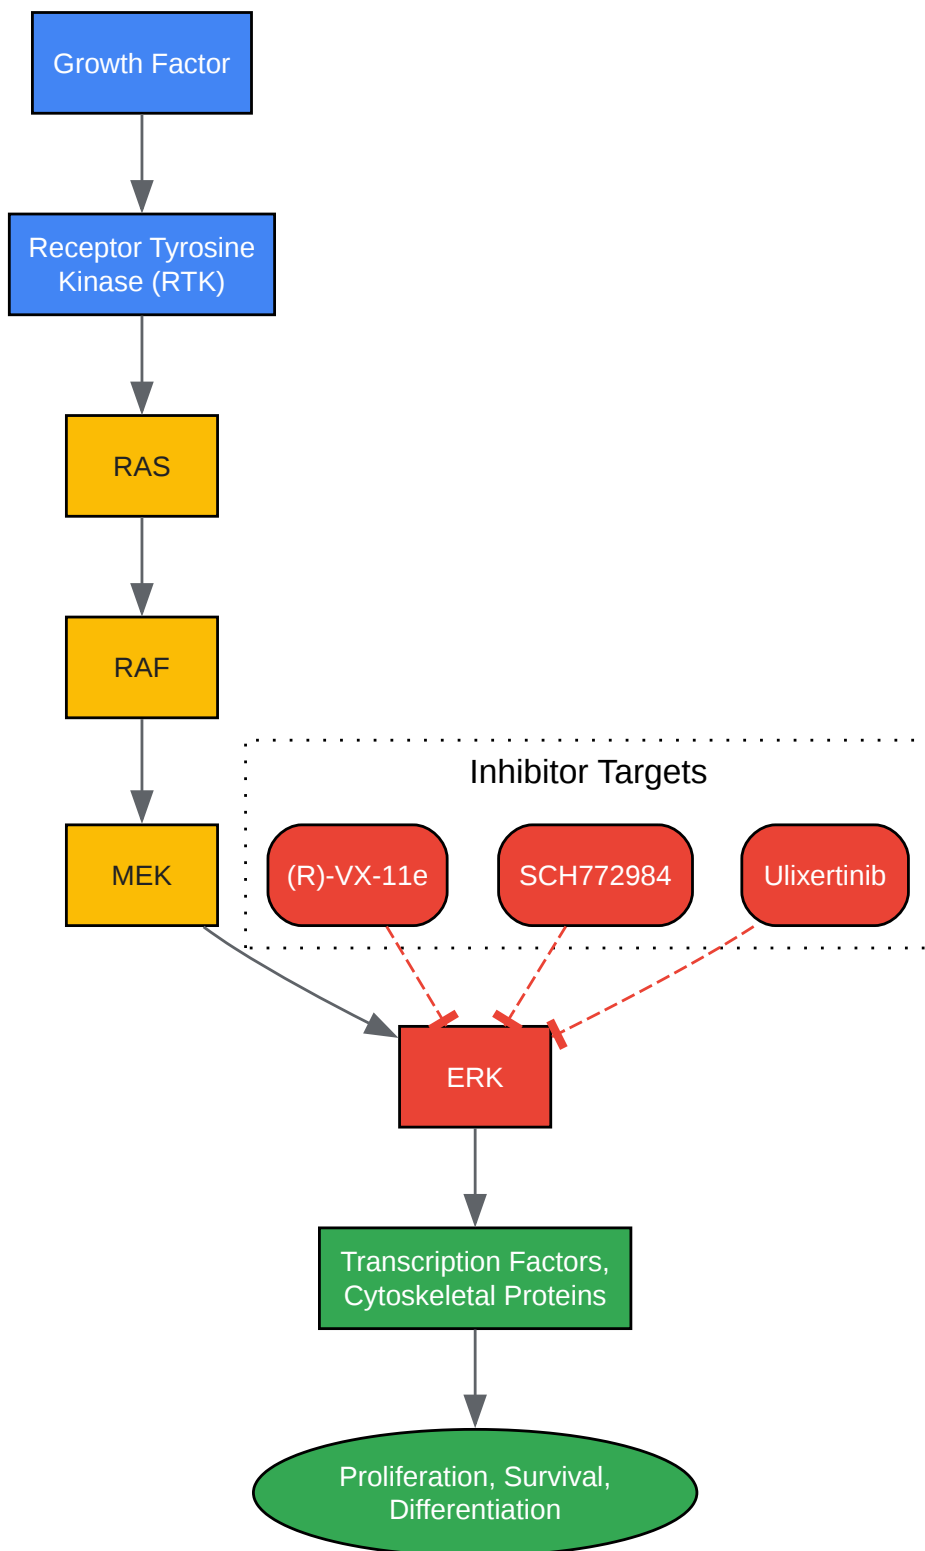 Growth Factor
Receptor Tyrosine
Kinase (RTK)
RAS
RAF
Inhibitor Targets
MEK
(R)-VX-11e
SCH772984
Ulixertinib
ERK
Transcription Factors,
Cytoskeletal Proteins
Proliferation, Survival,
Differentiation